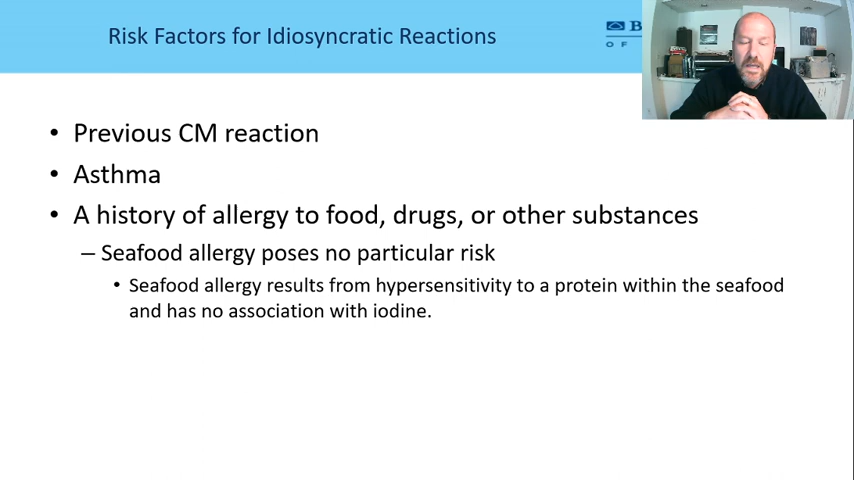 Risk Factors for Idiosyncratic Reactions
B
OF
• Previous CM reaction
• Asthma
• A history of allergy to food, drugs, or other substances
– Seafood allergy poses no particular risk
• Seafood allergy results from hypersensitivity to a protein within the seafood
and has no association with iodine.